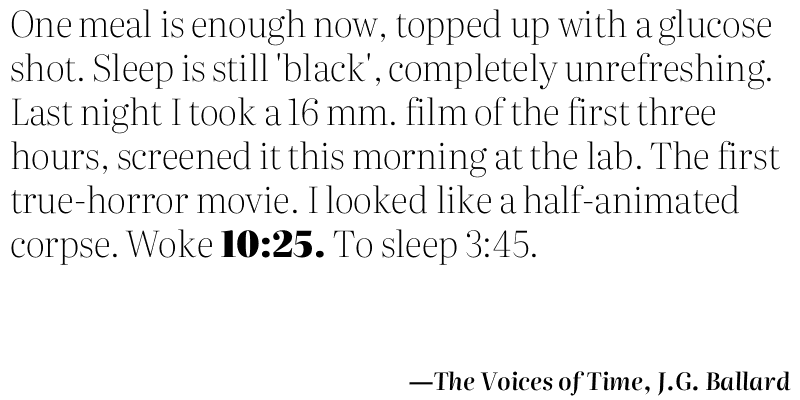 One meal is enough now, topped up with a glucose
shot. Sleep is still 'black', completely unrefreshing.
Last night I took a 16 mm. film of the first three
hours, screened it this morning at the lab. The first
true-horror movie. I looked like a half-animated
corpse. Woke 10:25. To sleep 3:45.
—The Voices of Time, J.G. Ballard